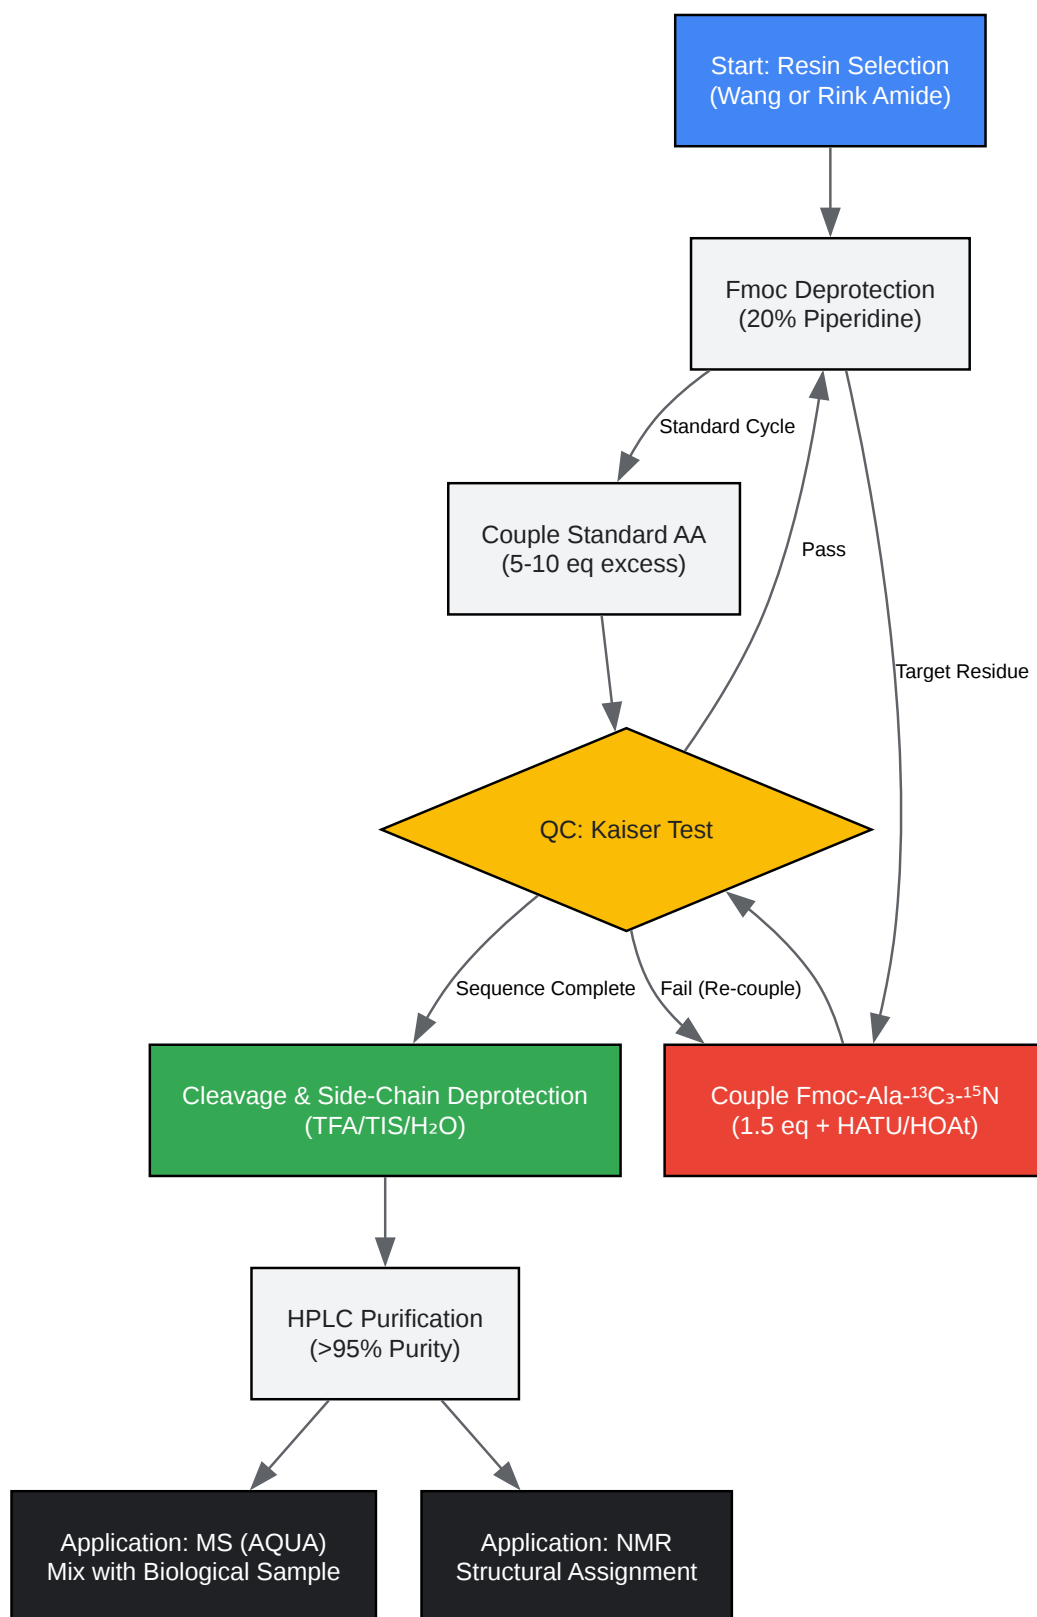 Start: Resin Selection
(Wang or Rink Amide)
Fmoc Deprotection
(20% Piperidine)
Standard Cycle
Couple Standard AA
(5-10 eq excess)
Pass
Target Residue
QC: Kaiser Test
Sequence Complete
Fail (Re-couple)
Cleavage & Side-Chain Deprotection
(TFA/TIS/H₂O)
Couple Fmoc-Ala-¹³C₃-¹⁵N
(1.5 eq + HATU/HOAt)
HPLC Purification
(>95% Purity)
Application: MS (AQUA)
Mix with Biological Sample
Application: NMR
Structural Assignment